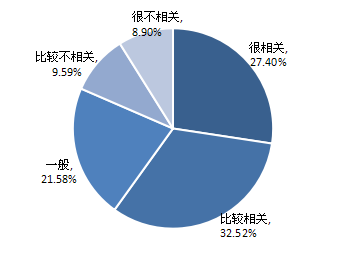 很不相关,
8.90%
很相关,
27.40%
比较不相关,
9.59%
一般,
21.58%
比较相关,
32.52%